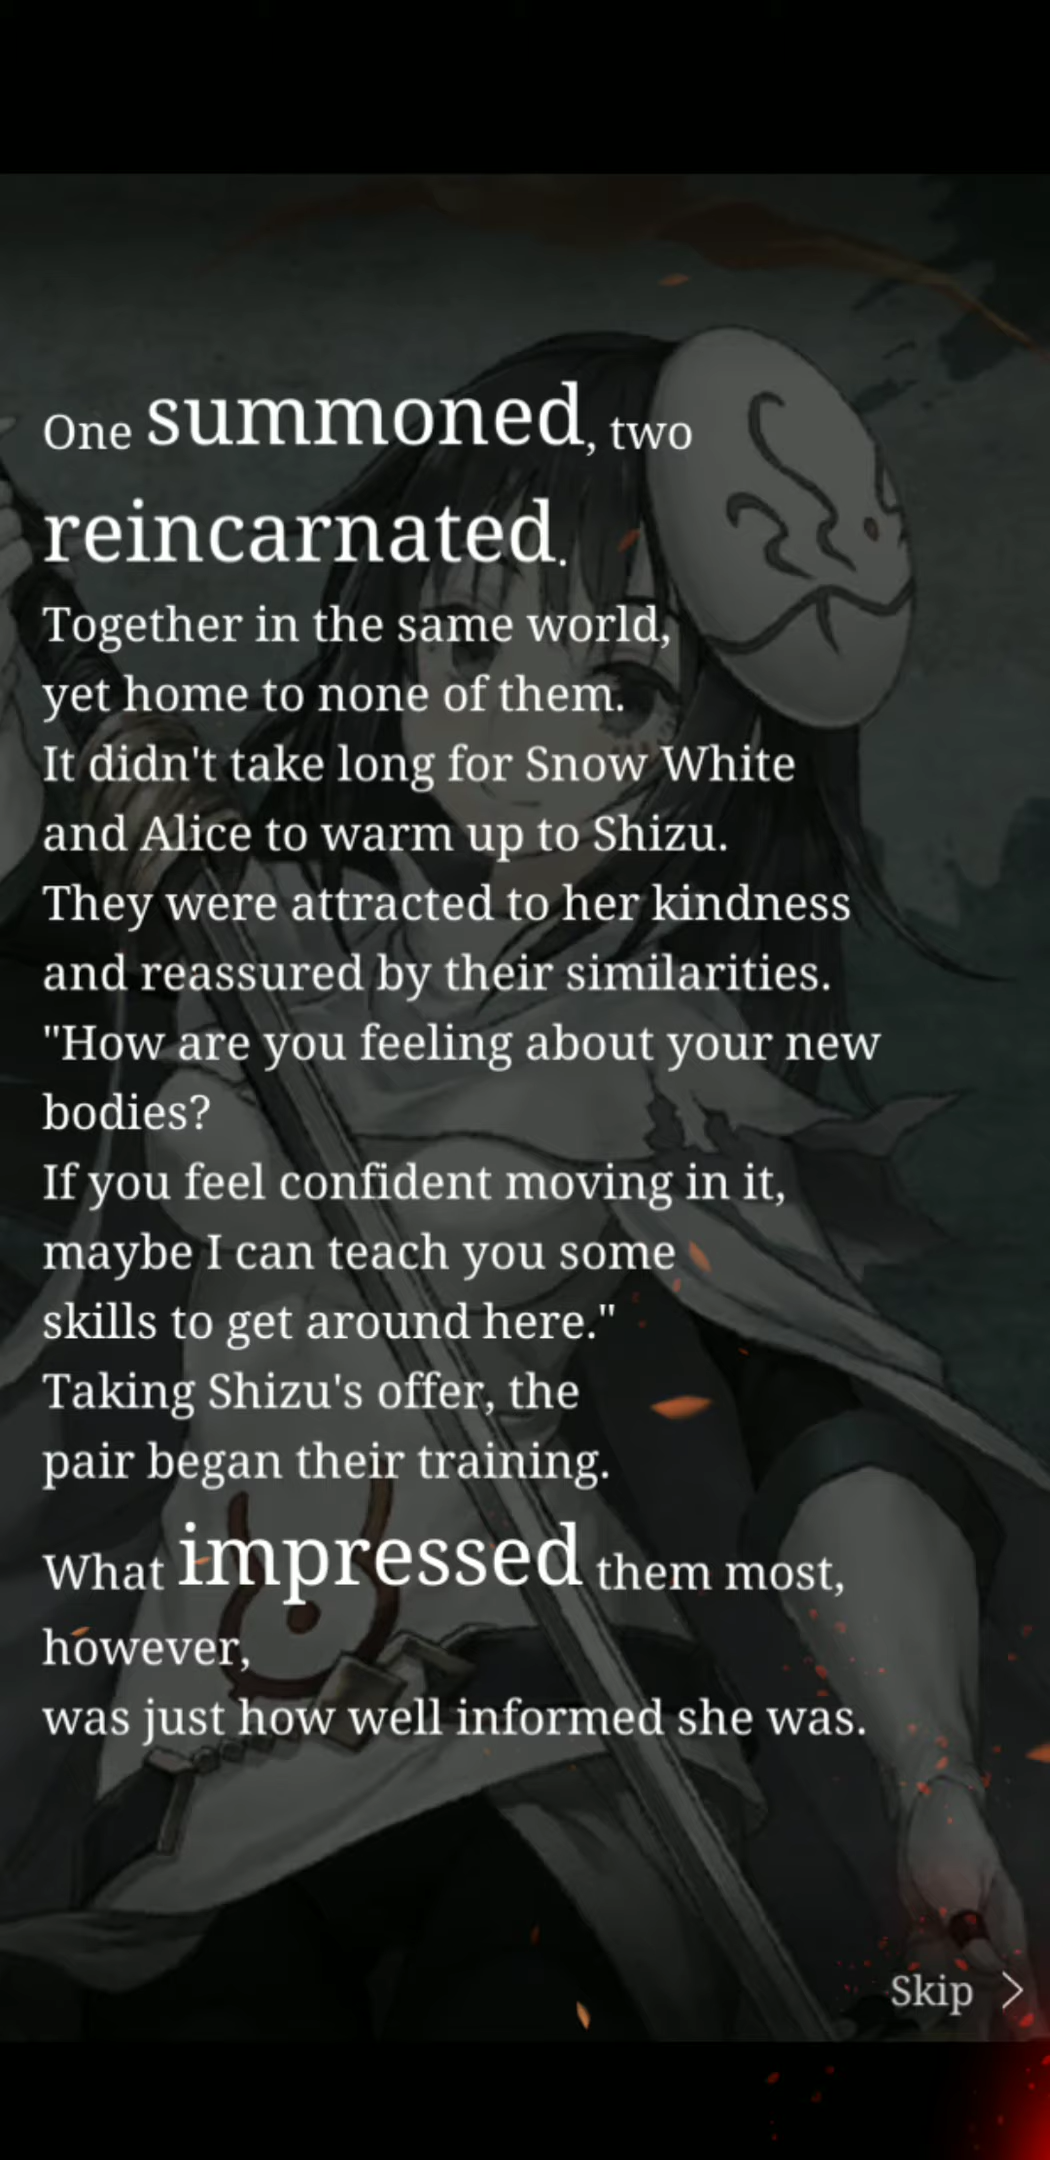 One summoned, two
reincarnated.
Together in the same world,
yet home to none of them.
It didn't take long for Snow White
and Alice to warm up to Shizu.
They were attracted to her kindness
and reassured by their similarities.
"How are you feeling about your new
bodies?
If you feel confident moving in it,
maybe I can teach you some
skills to get around here."
Taking Shizu's offer, the
pair began their training.
What impressed them most,
however,
was just how well informed she was.
Skip